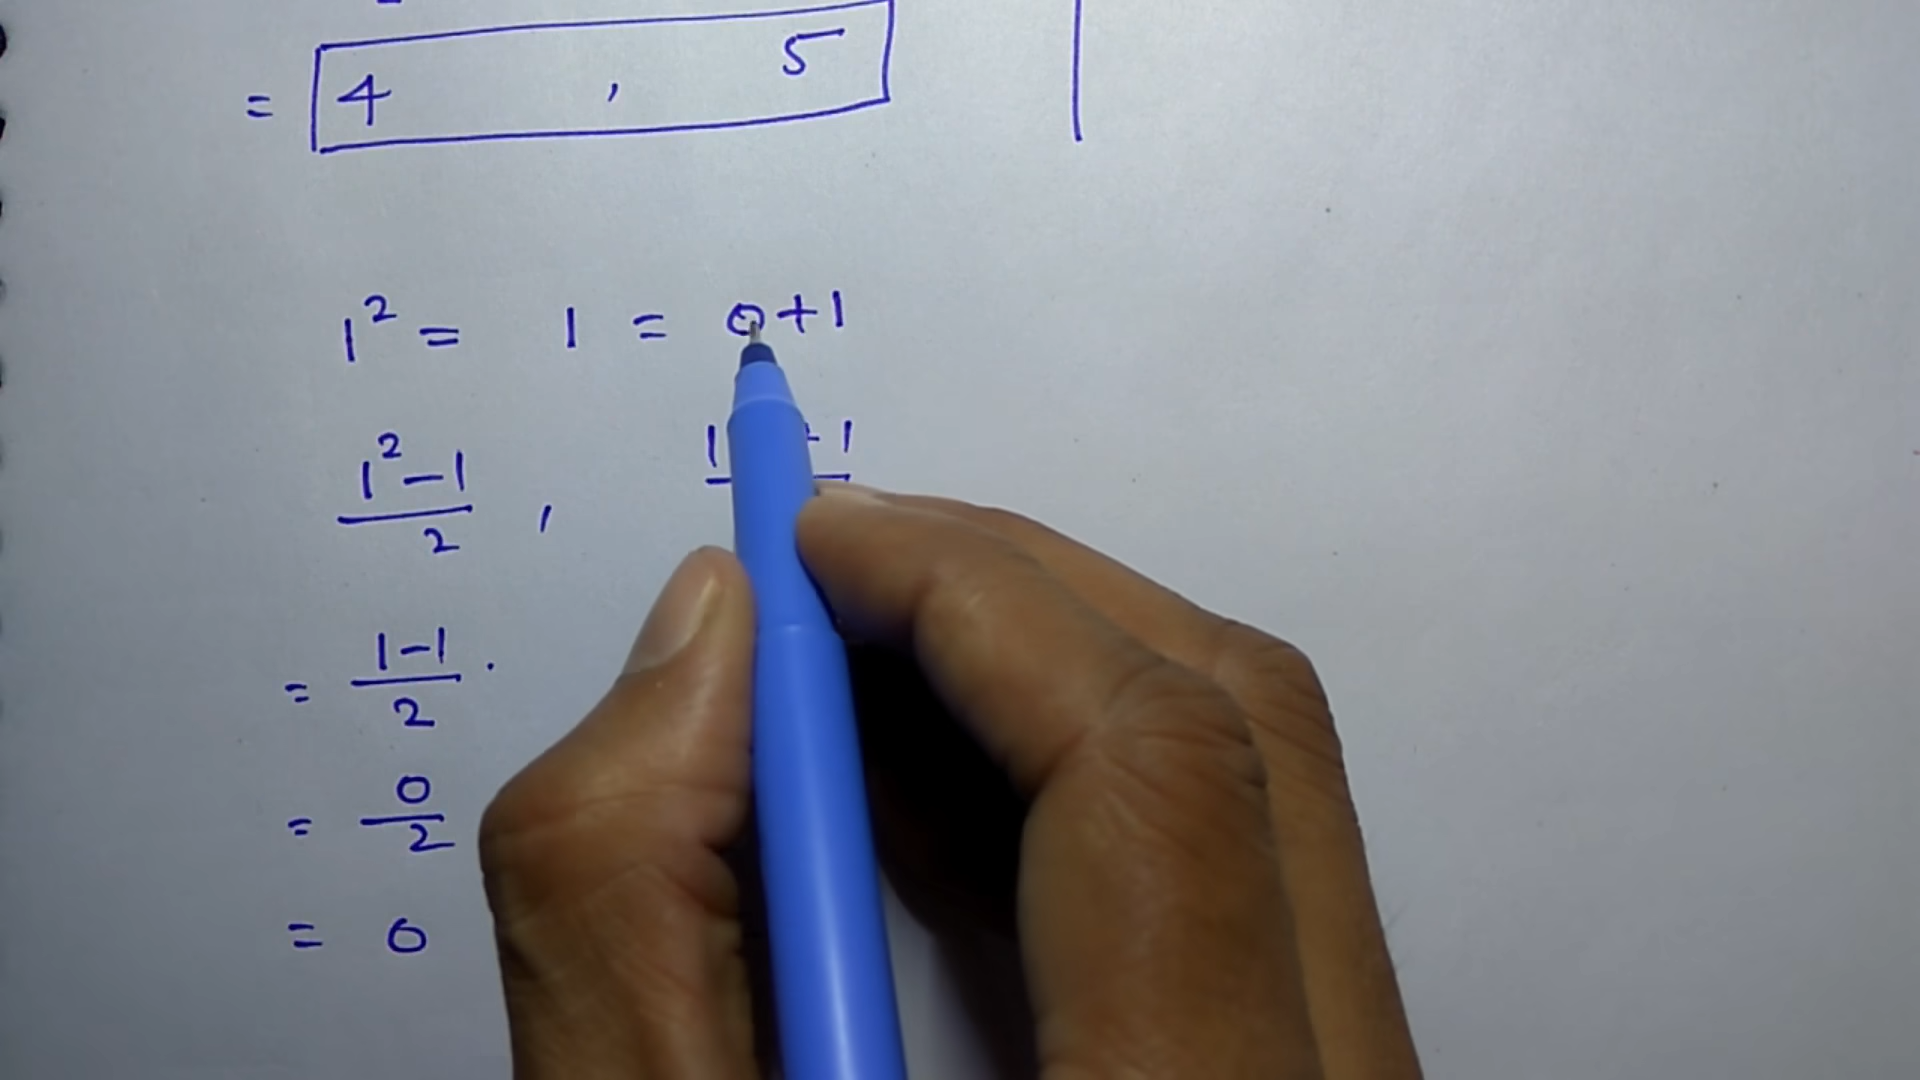 = 4 , 5
1² = 1 = 0+1
(1²-1)/2 ,
= (1-1)/2 .
= 0/2
= 0